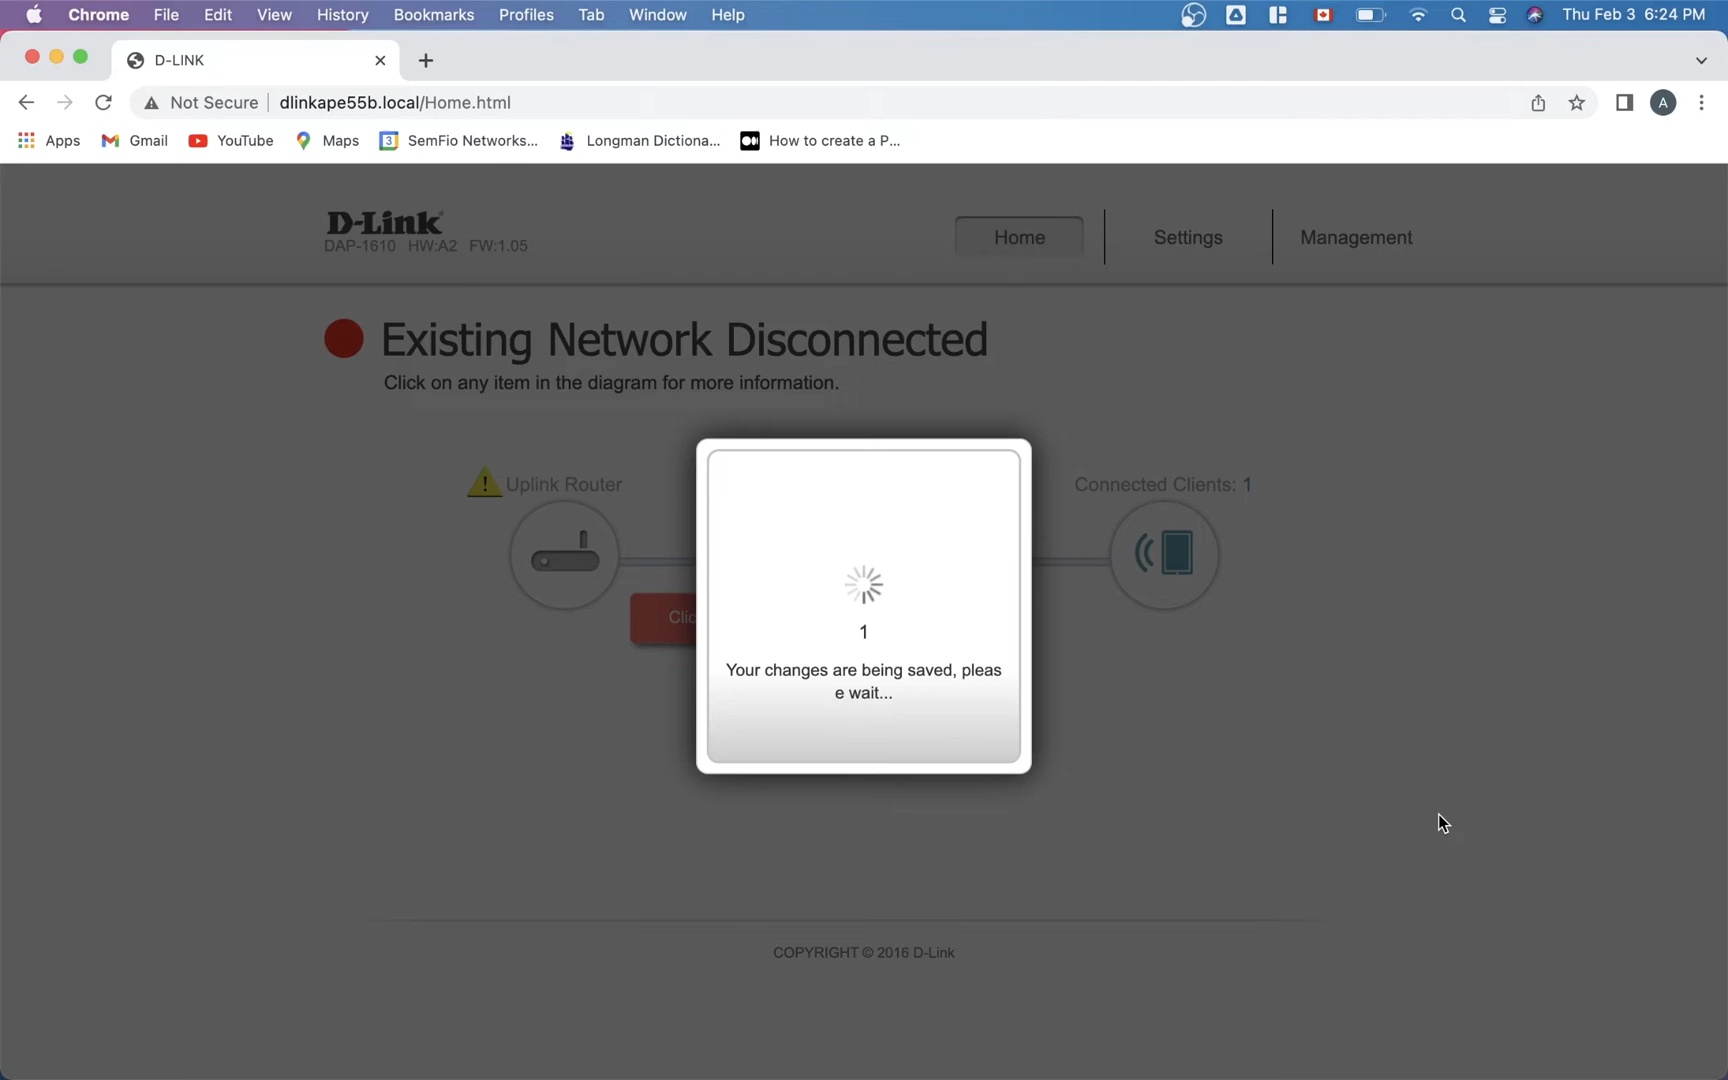 Chrome File Edit View History Bookmarks Profiles Tab Window Help Thu Feb 3 6:24 PM
D-LINK
Not Secure dlinkape55b.local/Home.html A
Apps Gmail YouTube Maps 3 SemFio Networks... Longman Dictiona... How to create a P...
D-Link
DAP-1610 HW:A2 FW:1.05
Home Settings Management
Existing Network Disconnected
Click on any item in the diagram for more information.
Uplink Router
Connected Clients: 1
Clic
1
Your changes are being saved, pleas
e wait...
COPYRIGHT © 2016 D-Link